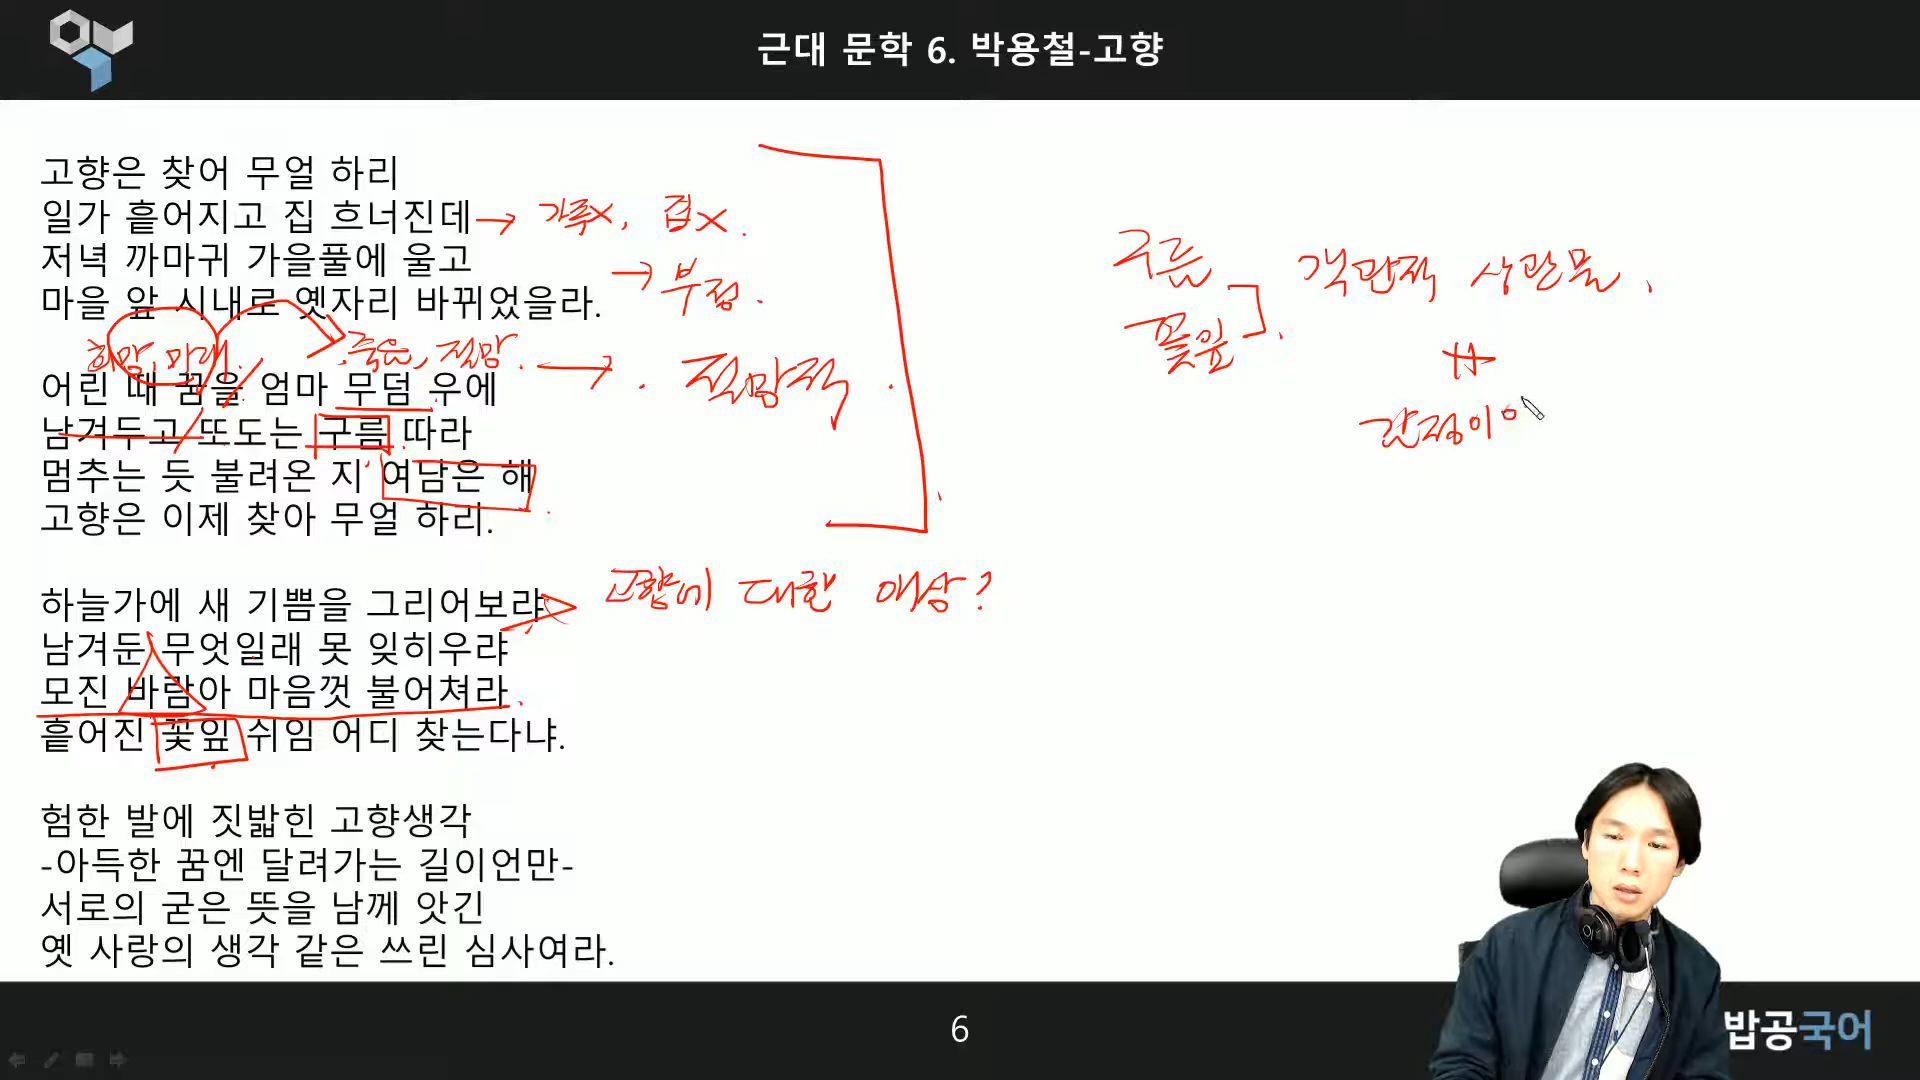 근대 문학 6. 박용철-고향
고향은 찾어 무얼 하리
일가 흩어지고 집 흐너진데
가족X, 집X.
저녁 까마귀 가을풀에 울고
부정.
마을 앞 시내로 옛자리 바뀌었을라.
희망, 미래.
죽음, 절망.
절망적
어린 때 꿈을 엄마 무덤 우에
남겨두고 또도는 구름 따라
멈추는 듯 불려온 지 여남은 해
고향은 이제 찾아 무얼 하리.
하늘가에 새 기쁨을 그리어보랴
고향에 대한 예상?
남겨둔 무엇일래 못 잊히우랴
모진 바람아 마음껏 불어쳐라
흩어진 꽃잎 쉬임 어디 찾는다냐.
험한 발에 짓밟힌 고향생각
-아득한 꿈엔 달려가는 길이언만-
서로의 굳은 뜻을 남께 앗긴
옛 사랑의 생각 같은 쓰린 심사여라.
구름
꽃잎
객관적 상관물.
감정이
6
밥공국어